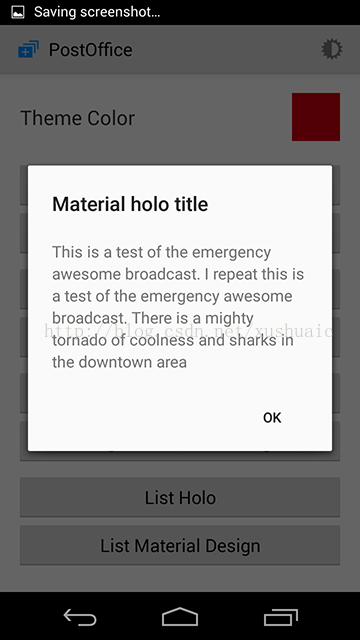 Saving screenshot...
PostOffice
Theme Color
Material holo title
This is a test of the emergency
awesome broadcast. I repeat this is
a test of the emergency awesome
broadcast. There is a mighty
http://blog.csdn.net/xushuaic
tornado of coolness and sharks in
the downtown area
OK
List Holo
List Material Design